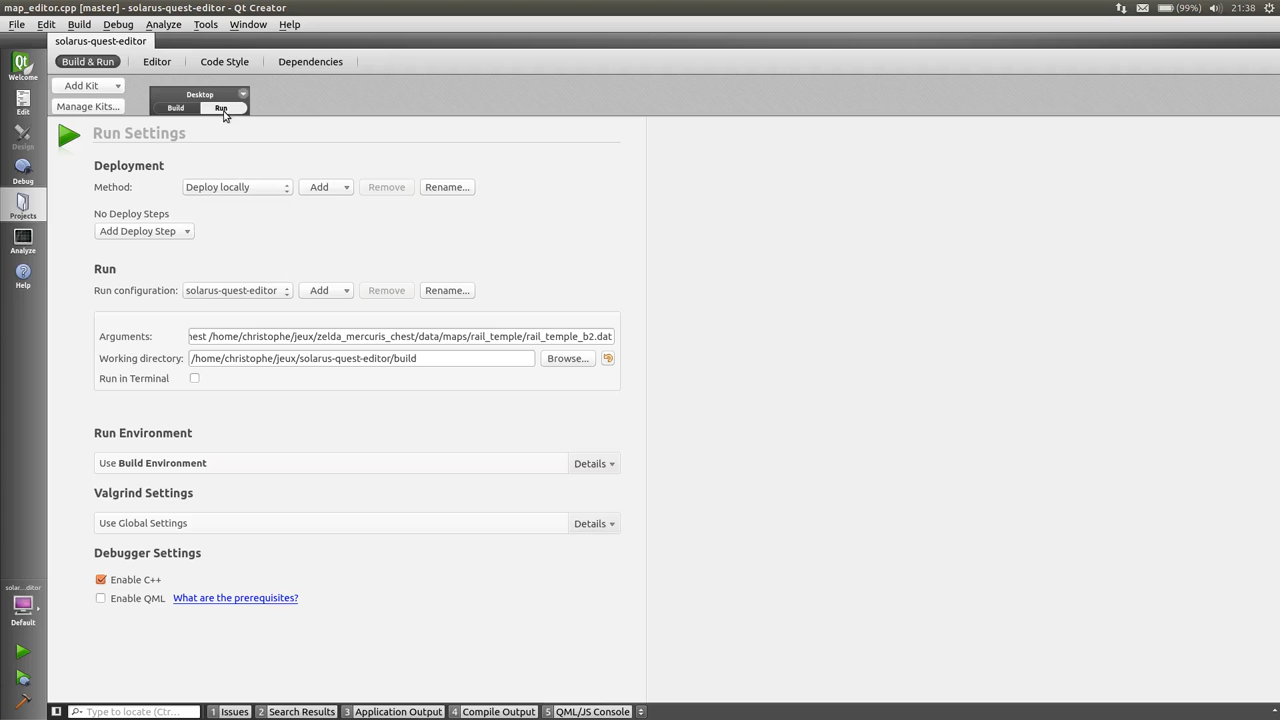 map_editor.cpp [master] - solarus-quest-editor - Qt Creator
(99%) 21:38
File Edit Build Debug Analyze Tools Window Help
solarus-quest-editor
Build & Run Editor Code Style Dependencies
Welcome
Edit
Design
Debug
Projects
Analyze
Help
Add Kit
Manage Kits...
Desktop
Build Run
Run Settings
Deployment
Method: Deploy locally Add Remove Rename...
No Deploy Steps
Add Deploy Step
Run
Run configuration: solarus-quest-editor Add Remove Rename...
Arguments: hest /home/christophe/jeux/zelda_mercuris_chest/data/maps/rail_temple/rail_temple_b2.dat
Working directory: /home/christophe/jeux/solarus-quest-editor/build Browse...
Run in Terminal
Run Environment
Use Build Environment Details
Valgrind Settings
Use Global Settings Details
Debugger Settings
Enable C++
Enable QML What are the prerequisites?
solar...ditor
Default
Type to locate (Ctr... 1 Issues 2 Search Results 3 Application Output 4 Compile Output 5 QML/JS Console